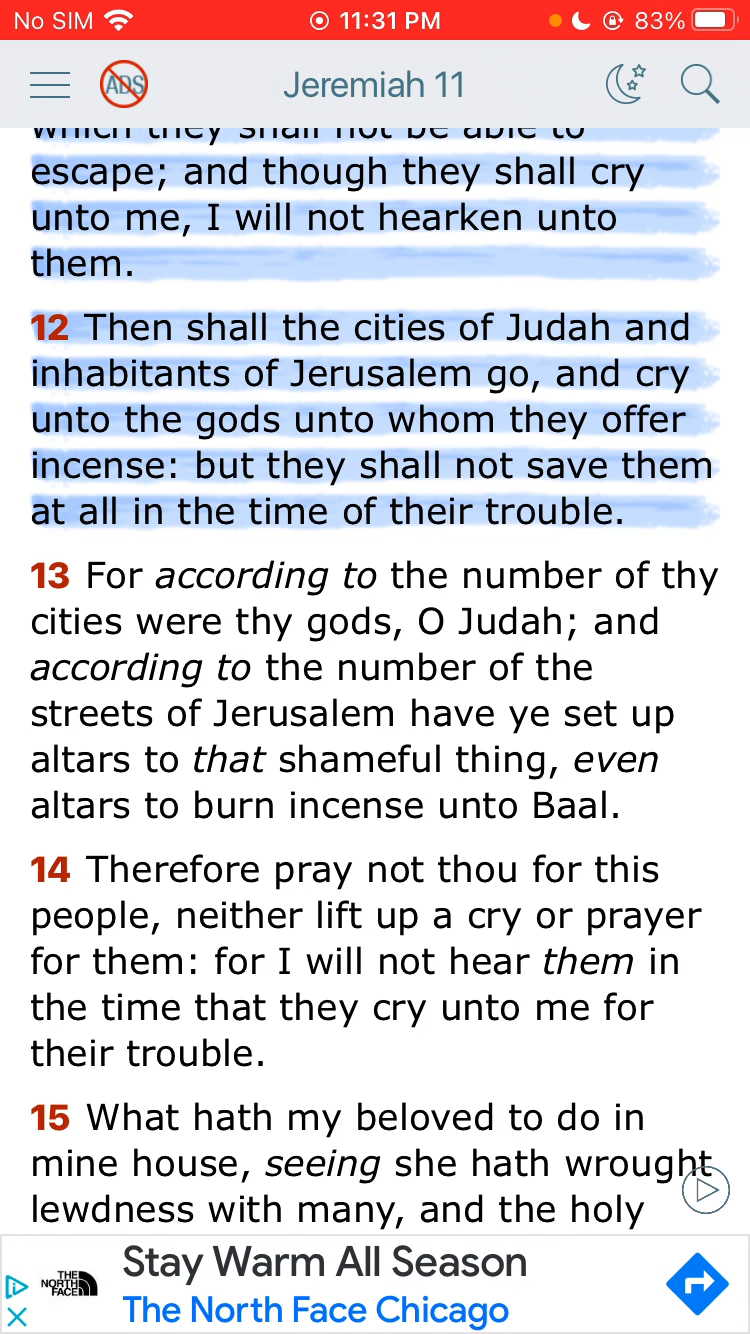 No SIM 11:31 PM 83%
ADS Jeremiah 11
which they shall not be able to
escape; and though they shall cry
unto me, I will not hearken unto
them.
12 Then shall the cities of Judah and
inhabitants of Jerusalem go, and cry
unto the gods unto whom they offer
incense: but they shall not save them
at all in the time of their trouble.
13 For according to the number of thy
cities were thy gods, O Judah; and
according to the number of the
streets of Jerusalem have ye set up
altars to that shameful thing, even
altars to burn incense unto Baal.
14 Therefore pray not thou for this
people, neither lift up a cry or prayer
for them: for I will not hear them in
the time that they cry unto me for
their trouble.
15 What hath my beloved to do in
mine house, seeing she hath wrought
lewdness with many, and the holy
Stay Warm All Season
THE
NORTH
FACE
The North Face Chicago